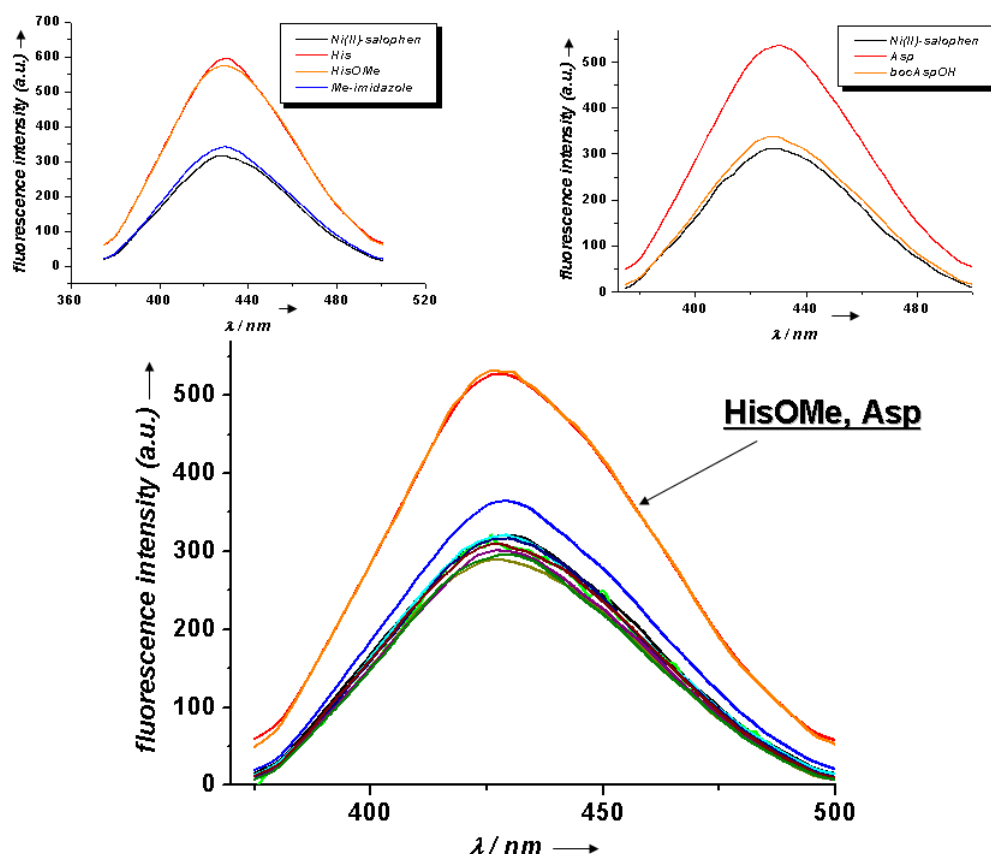 700
600
500
400
300
200
100
0
fluorescence intensity (a.u.)
Ni(II)-salophen
His
HisOMe
Me-imidazole
360
400
440
480
520
λ / nm
500
400
300
200
100
0
fluorescence intensity (a.u.)
Ni(II)-salophen
Asp
bocAspOH
400
440
480
λ / nm
500
400
300
200
100
0
fluorescence intensity (a.u.)
HisOMe, Asp
400
450
500
λ / nm